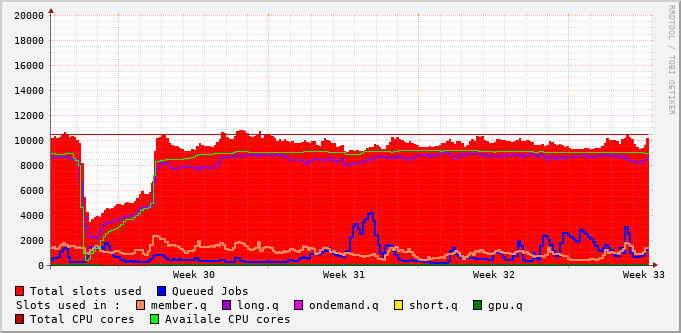 20000
18000
16000
14000
12000
10000
8000
6000
4000
2000
0
Week 30 Week 31 Week 32 Week 33
RRDTOOL / TOBI OETIKER
Total slots used Queued Jobs
Slots used in : member.q long.q ondemand.q short.q gpu.q
Total CPU cores Availale CPU cores